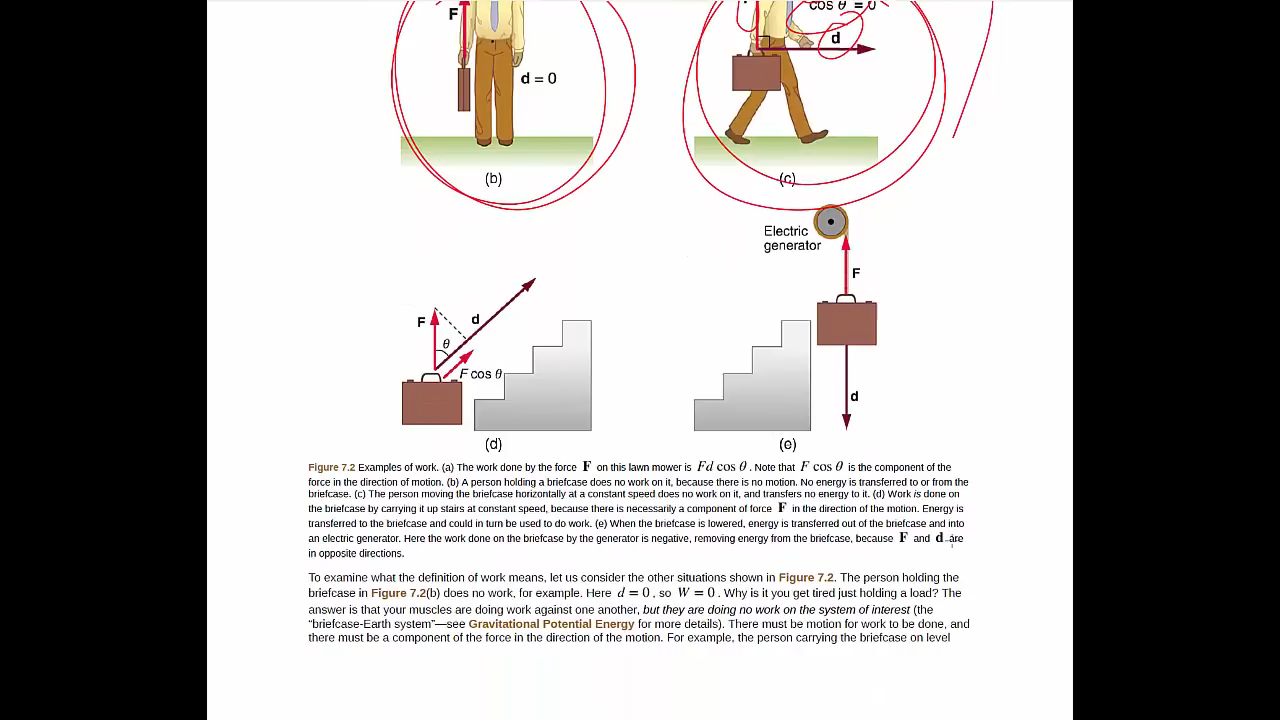 F
cos θ = 0
d
d = 0
(b)
(c)
Electric
generator
F
F
d
θ
F cos θ
d
(d)
(e)
Figure 7.2 Examples of work. (a) The work done by the force F on this lawn mower is Fd cos θ . Note that F cos θ is the component of the
force in the direction of motion. (b) A person holding a briefcase does no work on it, because there is no motion. No energy is transferred to or from the
briefcase. (c) The person moving the briefcase horizontally at a constant speed does no work on it, and transfers no energy to it. (d) Work is done on
the briefcase by carrying it up stairs at constant speed, because there is necessarily a component of force F in the direction of the motion. Energy is
transferred to the briefcase and could in turn be used to do work. (e) When the briefcase is lowered, energy is transferred out of the briefcase and into
an electric generator. Here the work done on the briefcase by the generator is negative, removing energy from the briefcase, because F and d are
in opposite directions.
To examine what the definition of work means, let us consider the other situations shown in Figure 7.2. The person holding the
briefcase in Figure 7.2(b) does no work, for example. Here d = 0 , so W = 0 . Why is it you get tired just holding a load? The
answer is that your muscles are doing work against one another, but they are doing no work on the system of interest (the
“briefcase-Earth system”—see Gravitational Potential Energy for more details). There must be motion for work to be done, and
there must be a component of the force in the direction of the motion. For example, the person carrying the briefcase on level